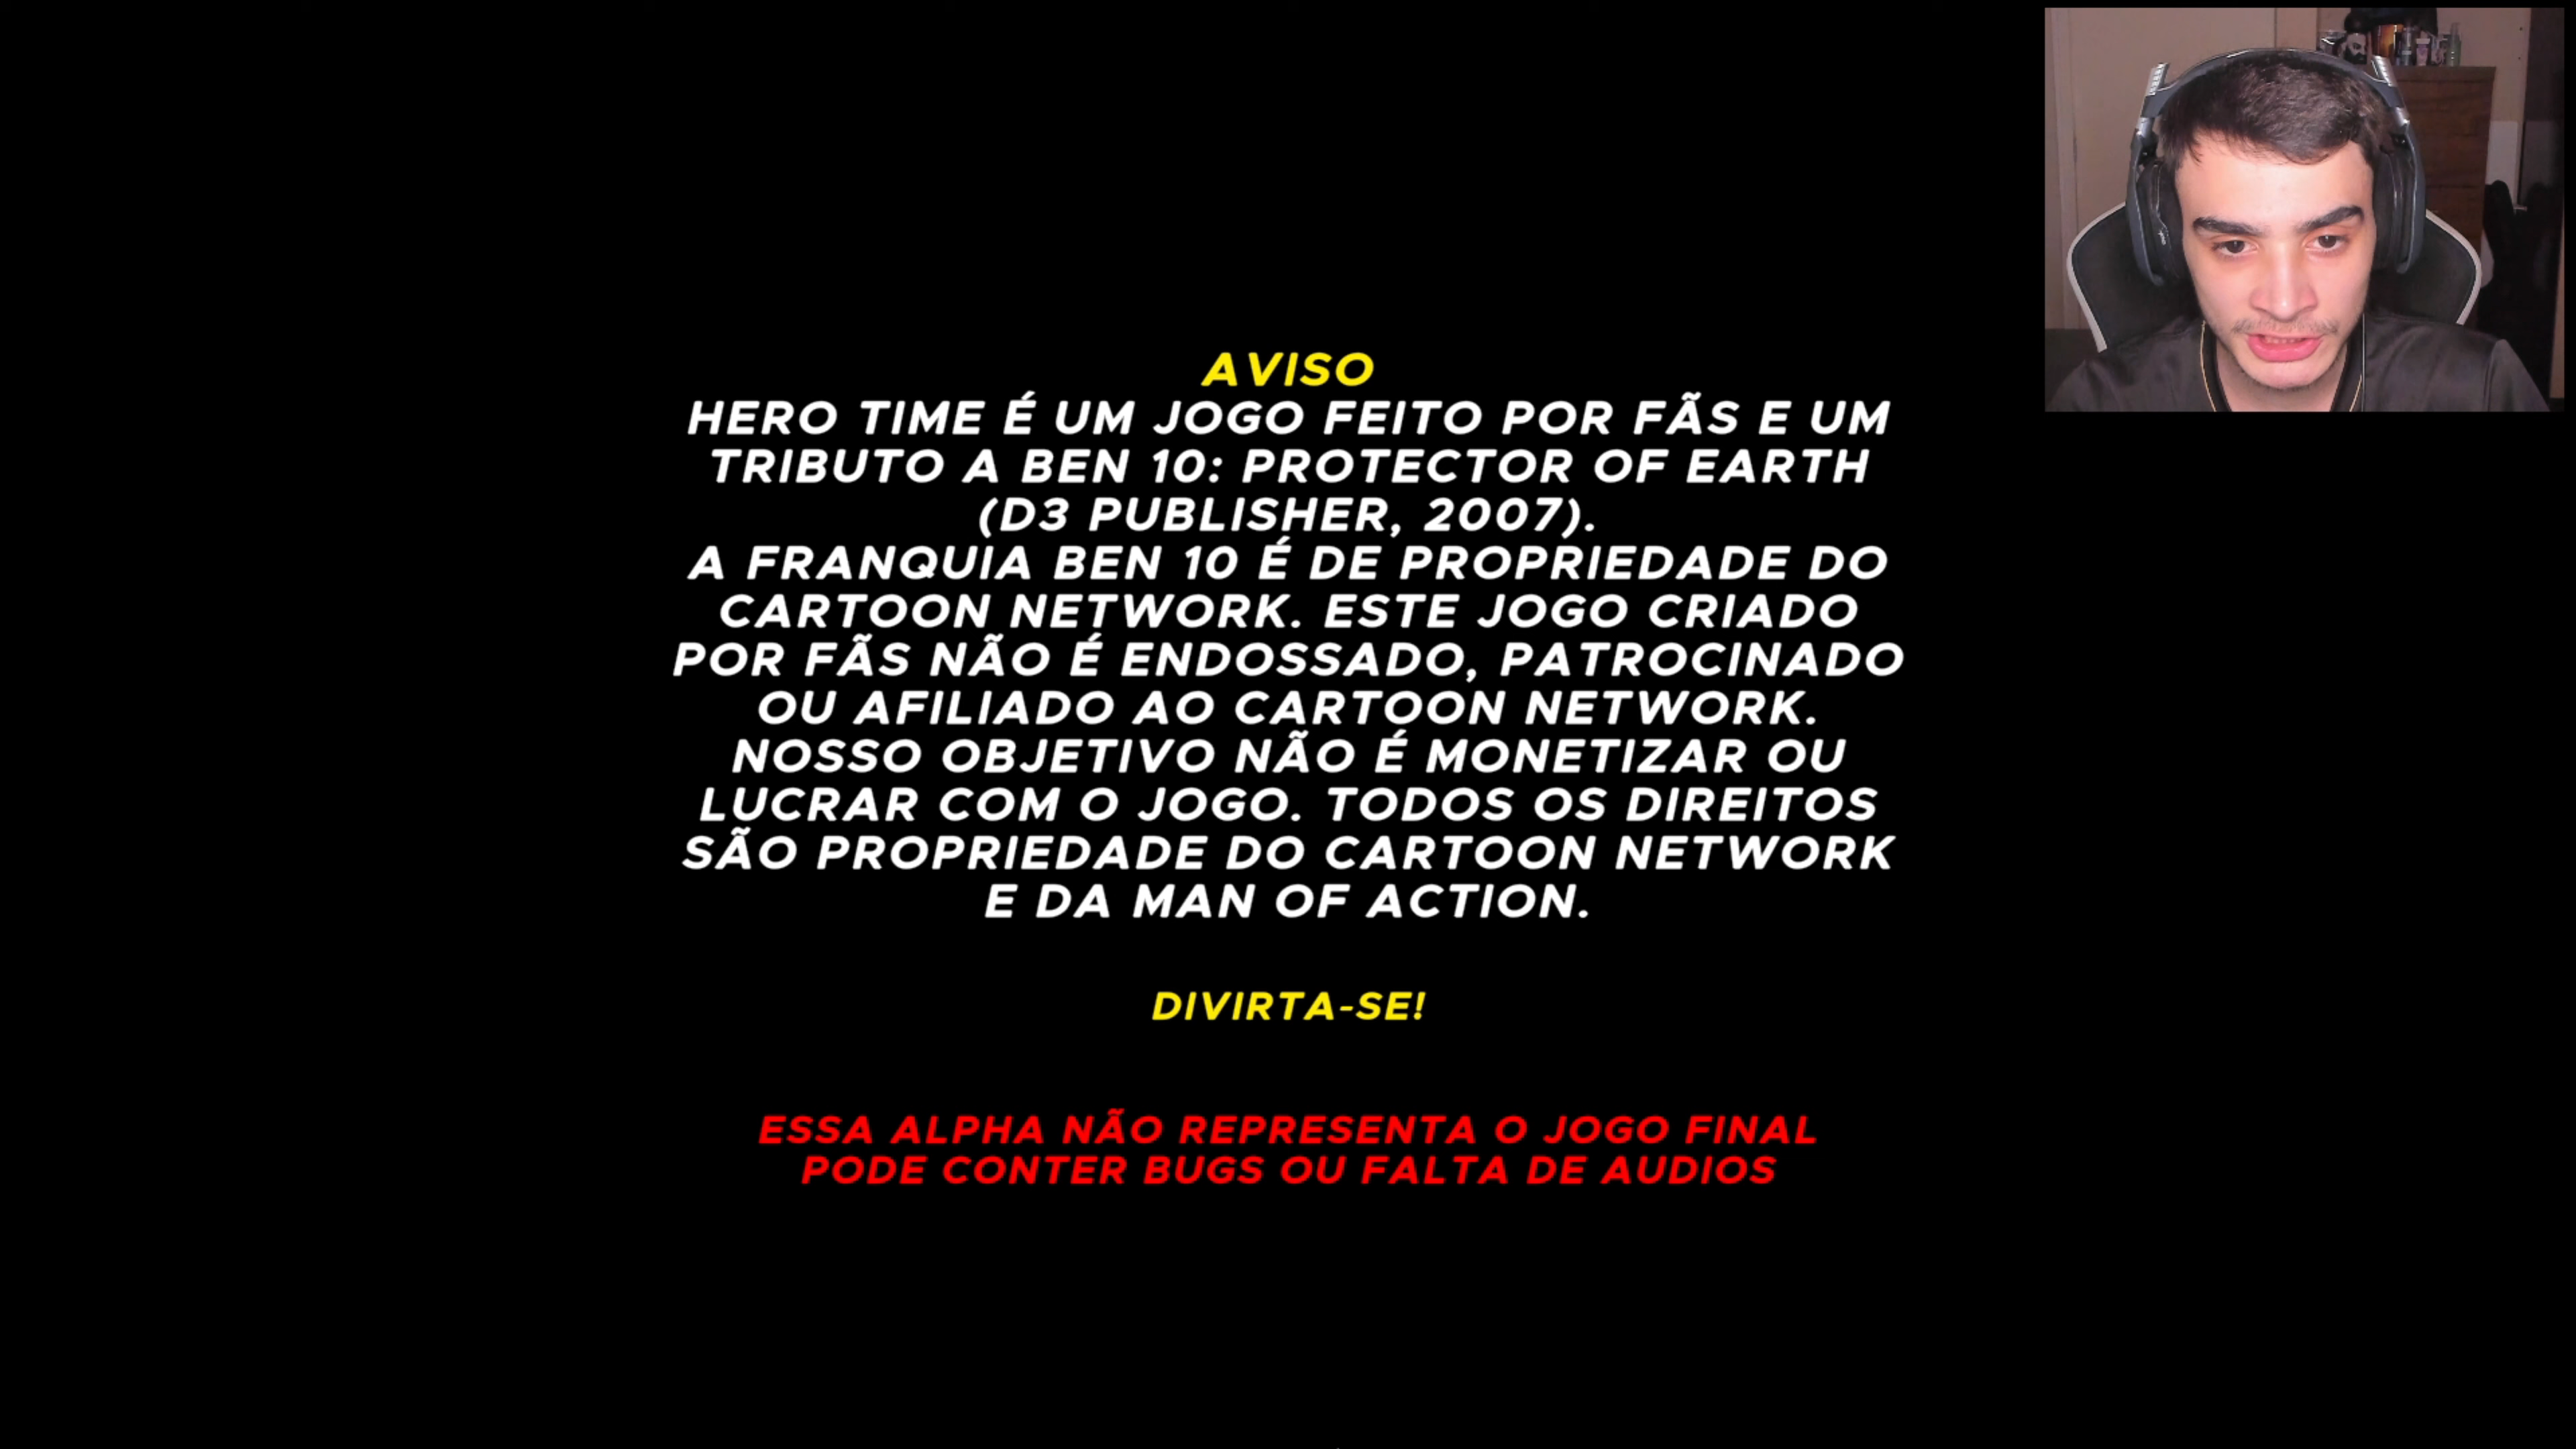 AVISO
HERO TIME É UM JOGO FEITO POR FÃS E UM
TRIBUTO A BEN 10: PROTECTOR OF EARTH
(D3 PUBLISHER, 2007).
A FRANQUIA BEN 10 É DE PROPRIEDADE DO
CARTOON NETWORK. ESTE JOGO CRIADO
POR FÃS NÃO É ENDOSSADO, PATROCINADO
OU AFILIADO AO CARTOON NETWORK.
NOSSO OBJETIVO NÃO É MONETIZAR OU
LUCRAR COM O JOGO. TODOS OS DIREITOS
SÃO PROPRIEDADE DO CARTOON NETWORK
E DA MAN OF ACTION.
DIVIRTA-SE!
ESSA ALPHA NÃO REPRESENTA O JOGO FINAL
PODE CONTER BUGS OU FALTA DE AUDIOS